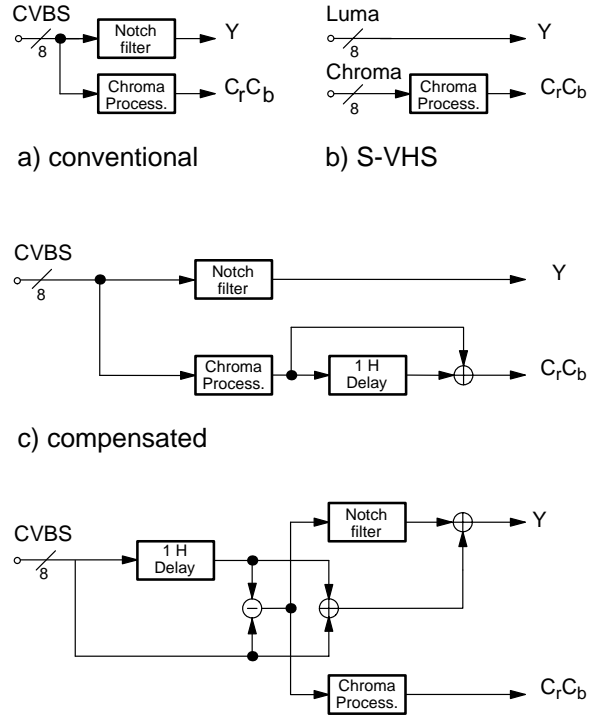 CVBS
8
Notch
filter
Y
Chroma
Process.
CrCb
a) conventional
Luma
8
Y
Chroma
8
Chroma
Process.
CrCb
b) S-VHS
CVBS
8
Notch
filter
Y
Chroma
Process.
1 H
Delay
CrCb
c) compensated
CVBS
8
1 H
Delay
Notch
filter
Y
Chroma
Process.
CrCb